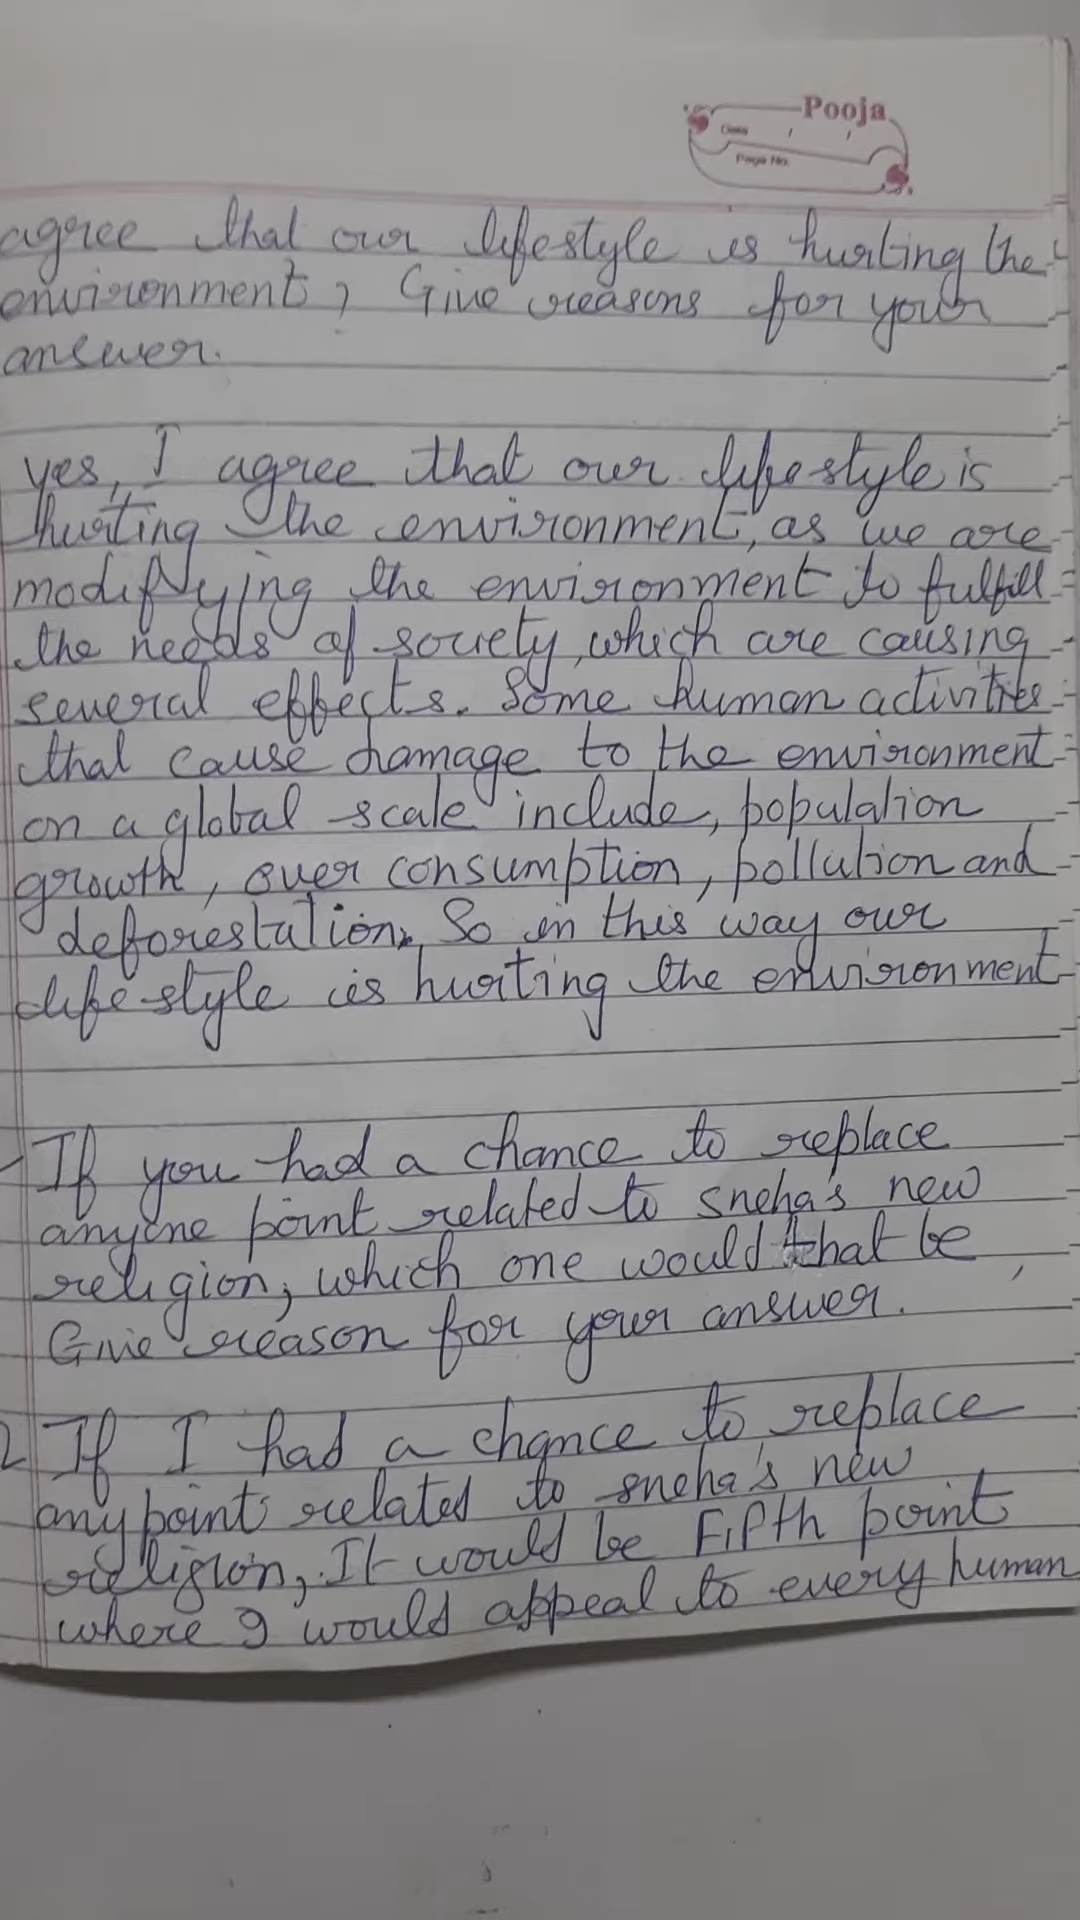 Pooja
Date / /
Page No.
agree that our lifestyle is hurting the
environment, Give reasons for your
answer.
yes, I agree that our lifestyle is
hurting the environment, as we are
modifiying the environment to fulfill
the needs of society, which are causing
several effects. Some human activities
that cause damage to the environment
on a global scale include, population
growth, over consumption, pollution and
deforestation. So in this way our
life style is hurting the environment
If you had a chance to replace
anyone point related to sneha's new
religion, which one would that be,
Give reason for your answer.
If I had a chance to replace
any point related to sneha's new
religion, It would be Fifth point
where I would appeal to every human